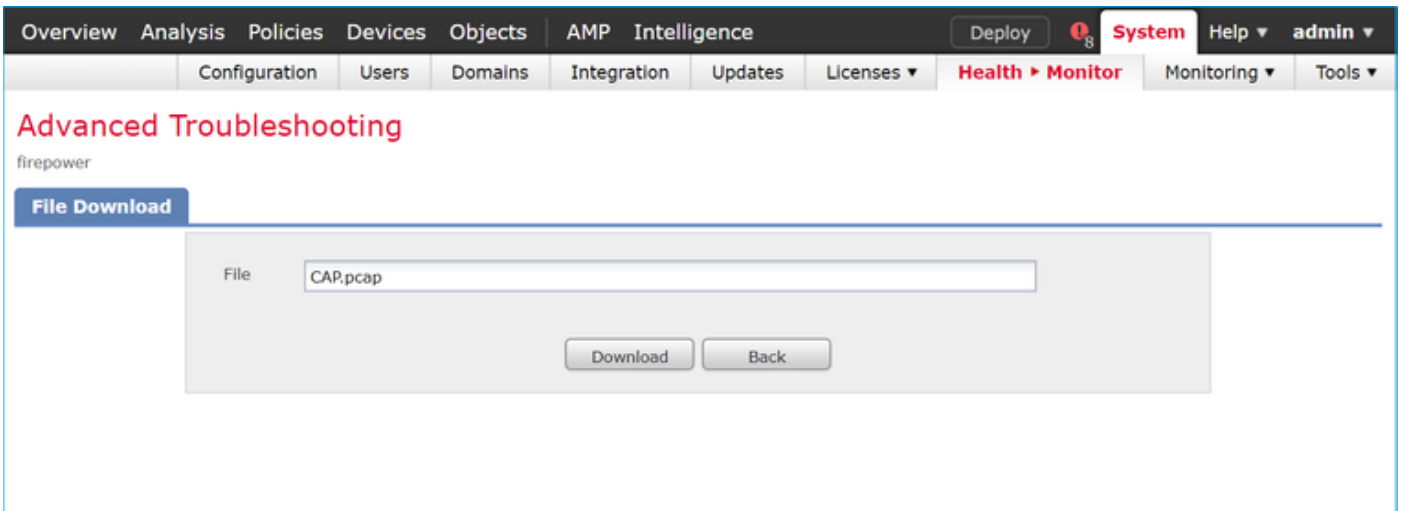 Overview Analysis Policies Devices Objects AMP Intelligence Deploy 8 System Help ▾ admin ▾
Configuration Users Domains Integration Updates Licenses ▾ Health ▸ Monitor Monitoring ▾ Tools ▾
Advanced Troubleshooting
firepower
File Download
File CAP.pcap
Download Back